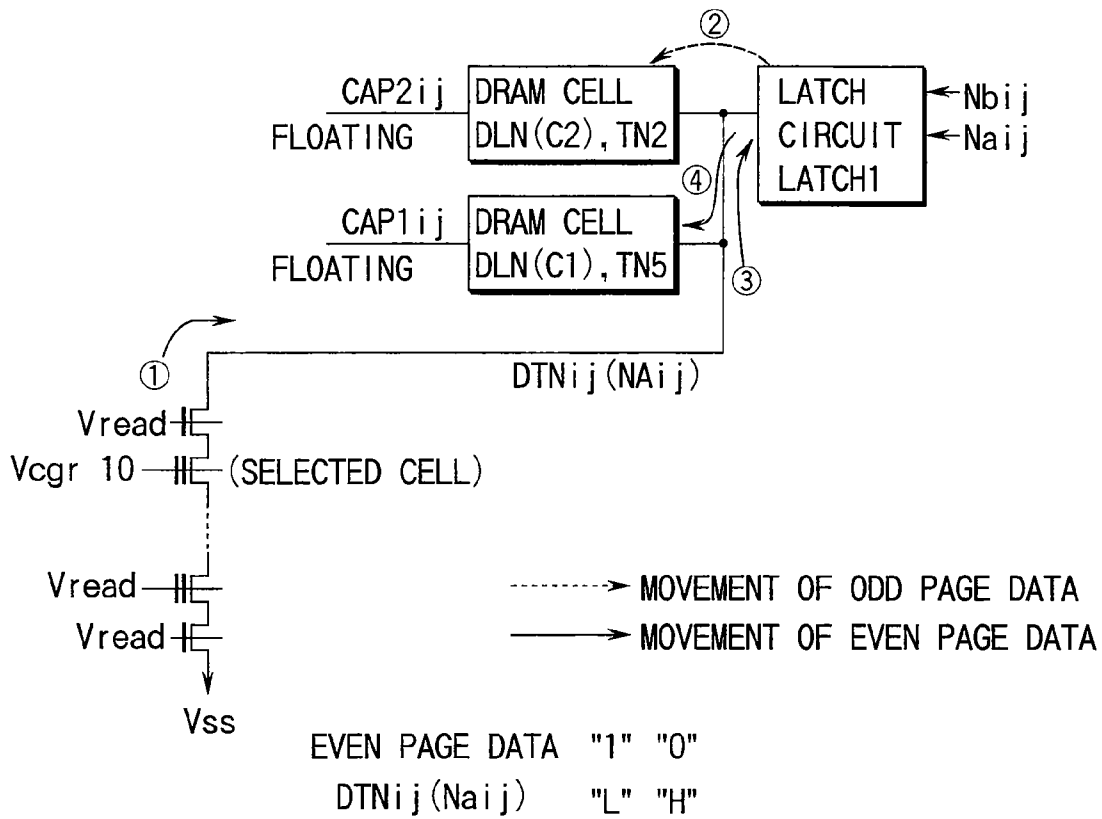 ②
CAP2ij DRAM CELL LATCH Nbij
FLOATING DLN(C2),TN2 CIRCUIT Naij
LATCH1
④
CAP1ij DRAM CELL
FLOATING DLN(C1),TN5
③
①
DTNij(NAij)
Vread
Vcgr 10 (SELECTED CELL)
Vread
MOVEMENT OF ODD PAGE DATA
Vread
MOVEMENT OF EVEN PAGE DATA
Vss
EVEN PAGE DATA "1" "0"
DTNij(Naij) "L" "H"